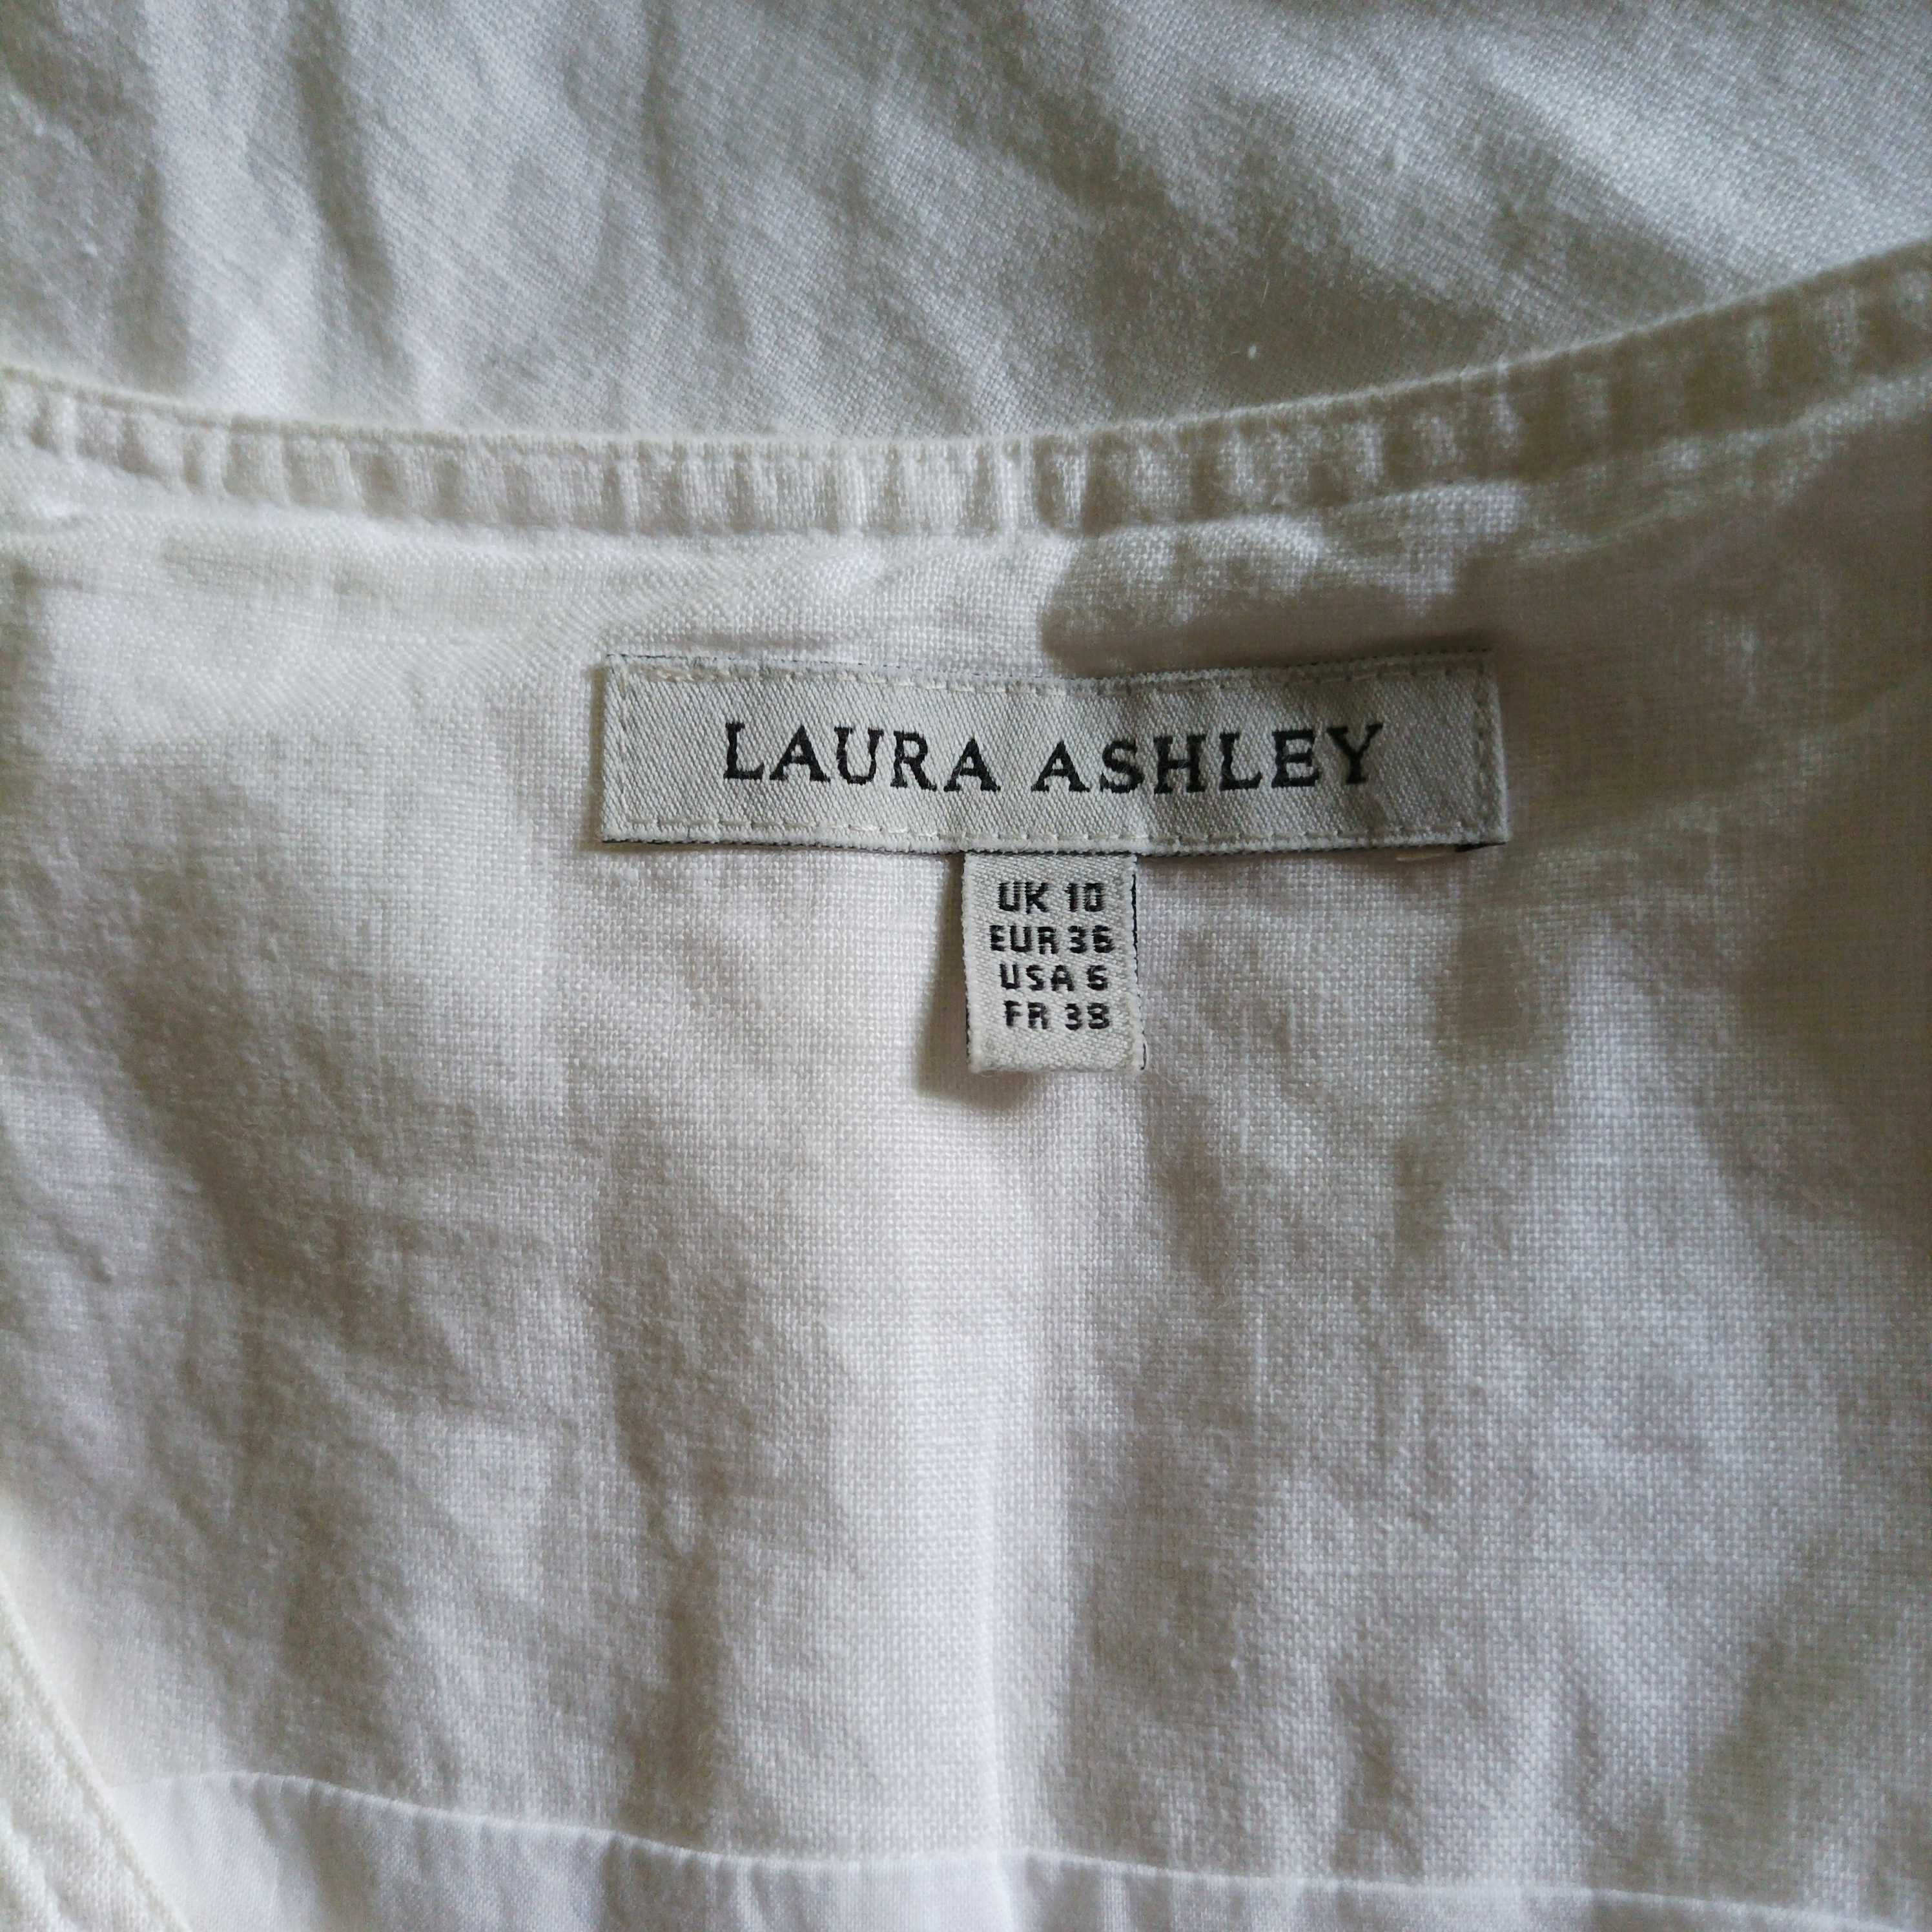 LAURA ASHLEY
UK 10
EUR 36
USA 6
FR 38